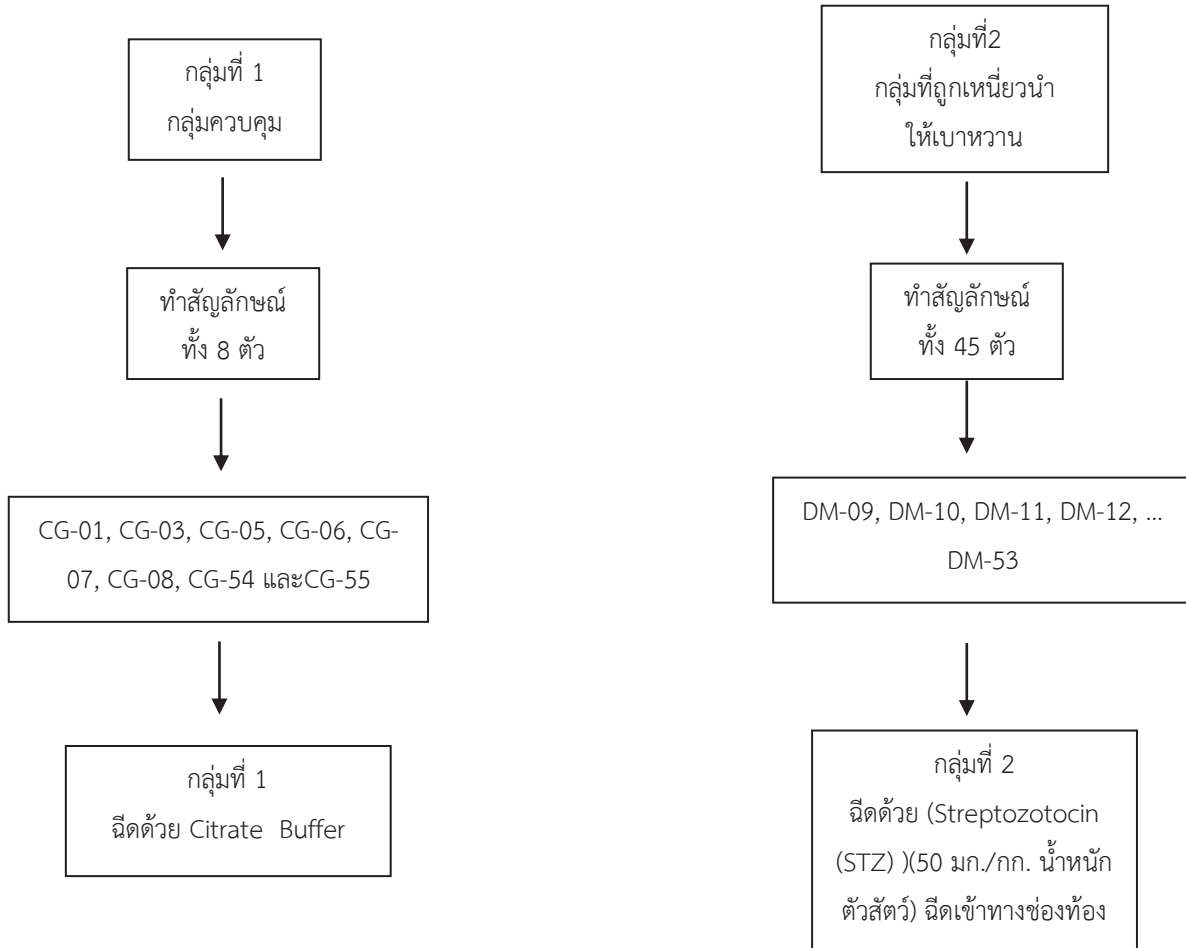 กลุ่มที่ 1
กลุ่มควบคุม
ทำสัญลักษณ์
ทั้ง 8 ตัว
CG-01, CG-03, CG-05, CG-06, CG-
07, CG-08, CG-54 และCG-55
กลุ่มที่ 1
ฉีดด้วย Citrate Buffer
กลุ่มที่2
กลุ่มที่ถูกเหนี่ยวนำ
ให้เบาหวาน
ทำสัญลักษณ์
ทั้ง 45 ตัว
DM-09, DM-10, DM-11, DM-12, ...
DM-53
กลุ่มที่ 2
ฉีดด้วย (Streptozotocin
(STZ) )(50 มก./กก. น้ำหนัก
ตัวสัตว์) ฉีดเข้าทางช่องท้อง